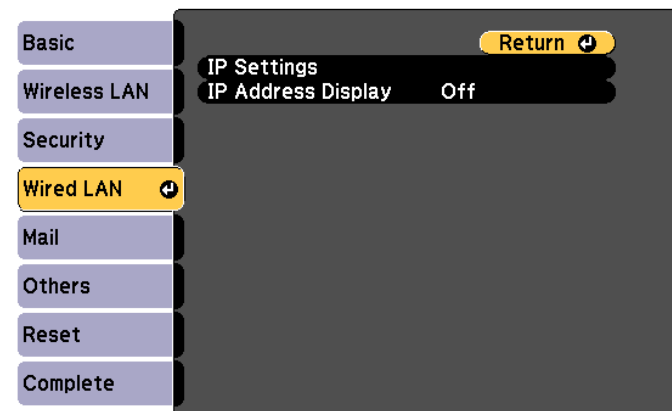 Basic
Wireless LAN
Security
Wired LAN
Mail
Others
Reset
Complete
Return
IP Settings
IP Address Display Off